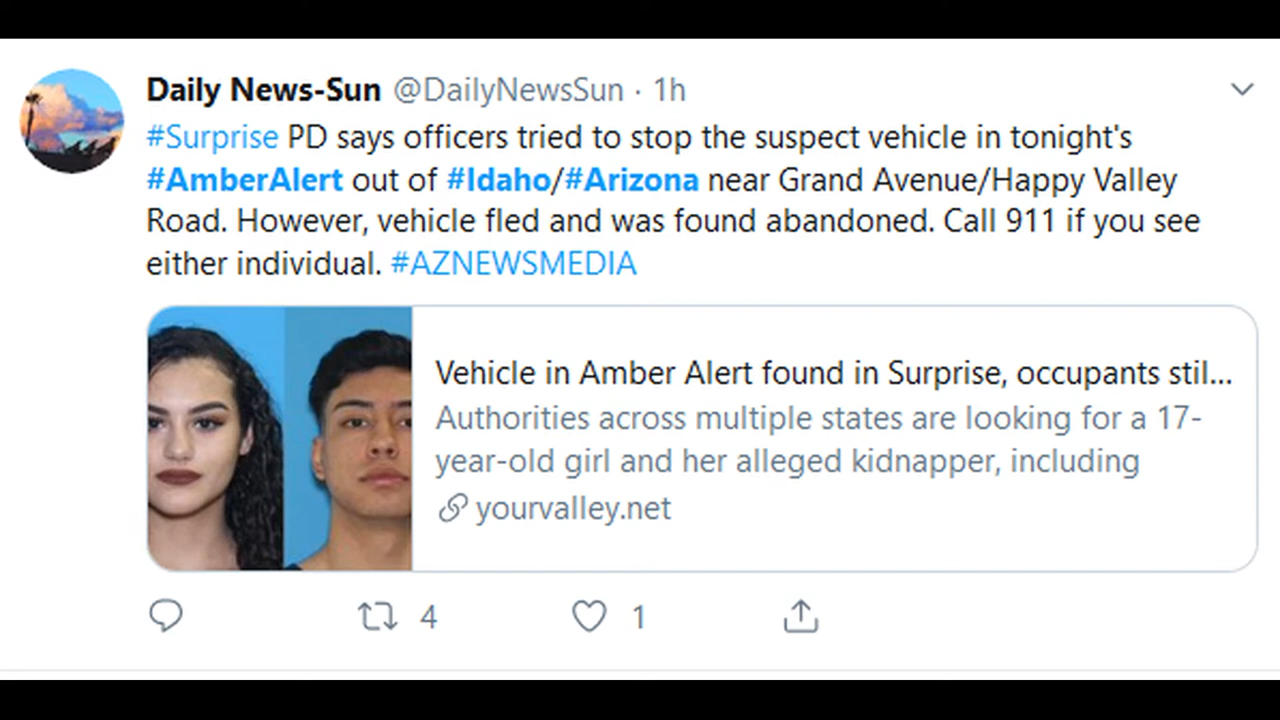 Daily News-Sun @DailyNewsSun · 1h
#Surprise PD says officers tried to stop the suspect vehicle in tonight's
#AmberAlert out of #Idaho/#Arizona near Grand Avenue/Happy Valley
Road. However, vehicle fled and was found abandoned. Call 911 if you see
either individual. #AZNEWSMEDIA
Vehicle in Amber Alert found in Surprise, occupants stil...
Authorities across multiple states are looking for a 17-
year-old girl and her alleged kidnapper, including
yourvalley.net
4 1